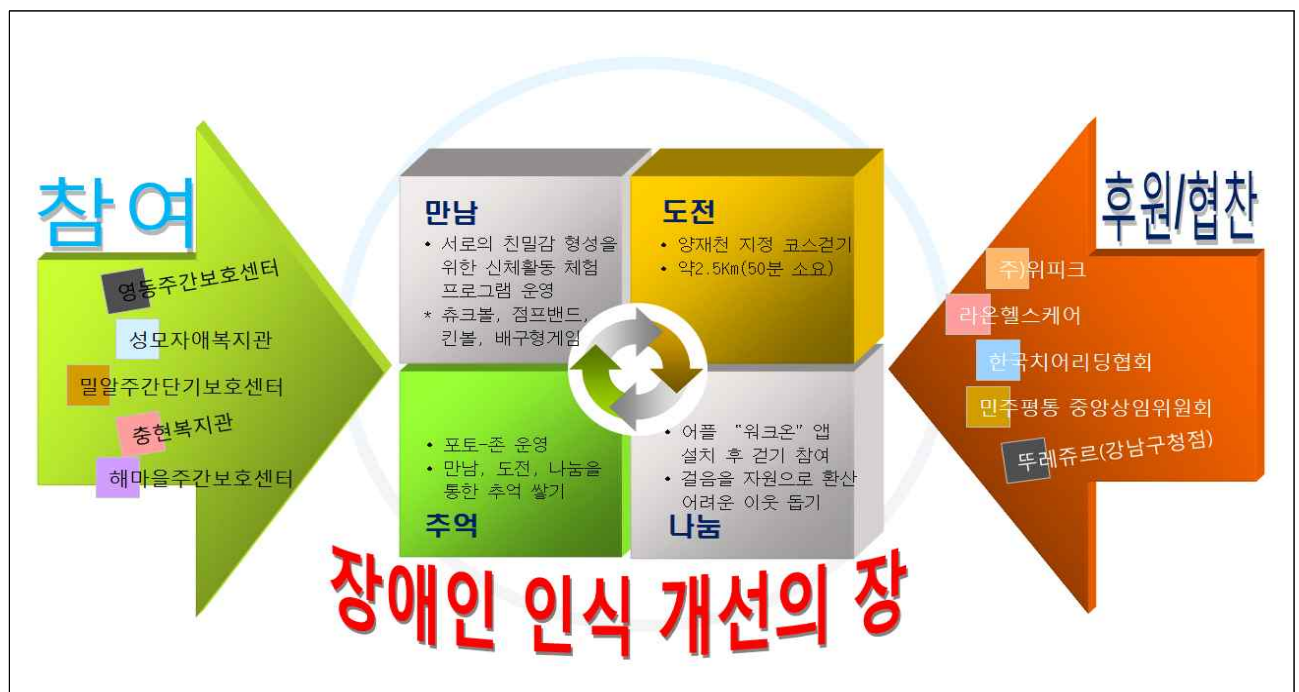 참여
영동주간보호센터
성모자애복지관
밀알주간단기보호센터
충현복지관
해마을주간보호센터
만남
• 서로의 친밀감 형성을
위한 신체활동 체험
프로그램 운영
* 츄크볼, 점프밴드,
킨볼, 배구형게임
도전
• 양재천 지정 코스걷기
• 약2.5Km(50분 소요)
• 포토-존 운영
• 만남, 도전, 나눔을
통한 추억 쌓기
추억
• 어플 "워크온" 앱
설치 후 걷기 참여
• 걸음을 자원으로 환산
어려운 이웃 돕기
나눔
후원/협찬
주)위피크
라온헬스케어
한국치어리딩협회
민주평통 중앙상임위원회
뚜레쥬르(강남구청점)
장애인 인식 개선의 장